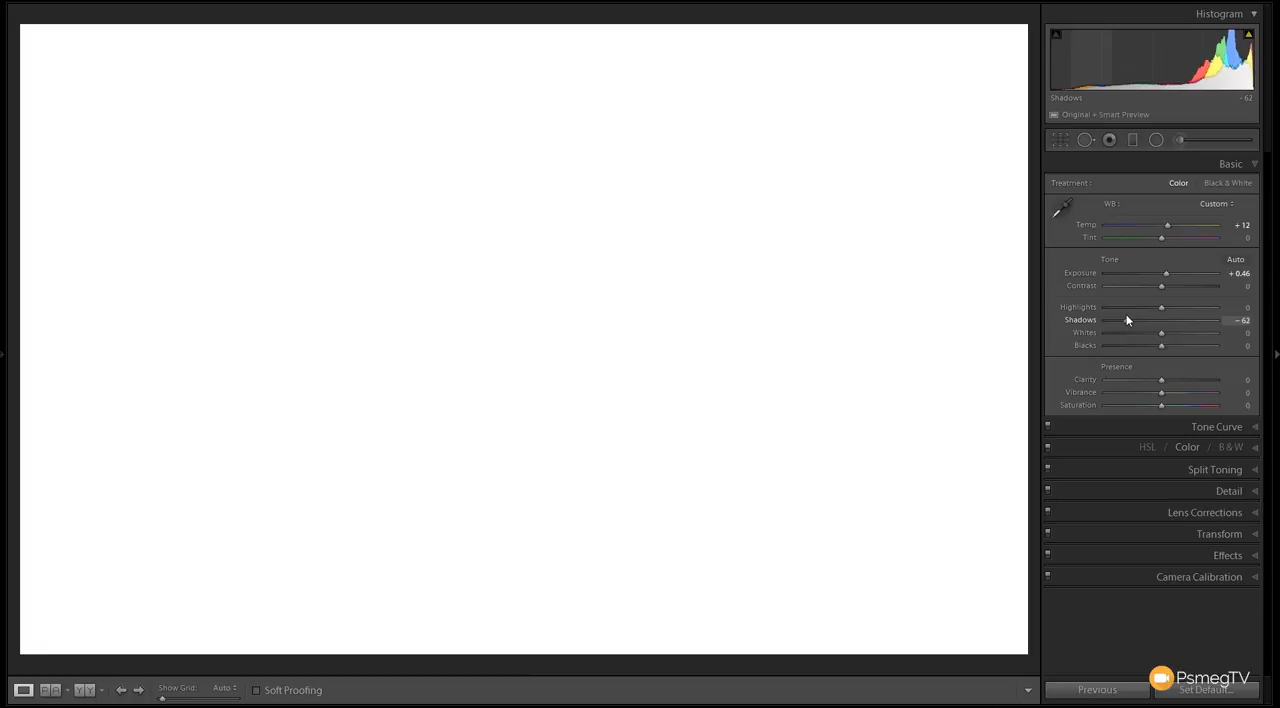 Histogram
Shadows - 62
Original + Smart Preview
Basic
Treatment : Color Black & White
WB : Custom
Temp + 12
Tint 0
Tone Auto
Exposure + 0.46
Contrast 0
Highlights 0
Shadows - 62
Whites 0
Blacks 0
Presence
Clarity 0
Vibrance 0
Saturation 0
Tone Curve
HSL / Color / B & W
Split Toning
Detail
Lens Corrections
Transform
Effects
Camera Calibration
Show Grid: Auto Soft Proofing
PsmegTV
Previous Set Default...